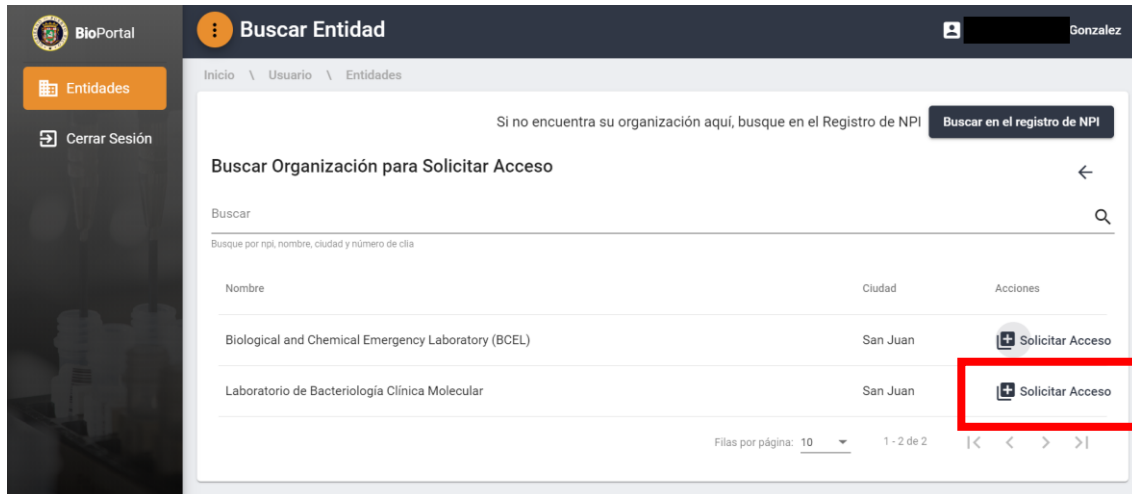 BioPortal
Buscar Entidad
Gonzalez
Entidades
Cerrar Sesión
Inicio \ Usuario \ Entidades
Si no encuentra su organización aquí, busque en el Registro de NPI
Buscar en el registro de NPI
Buscar Organización para Solicitar Acceso
Buscar
Busque por npi, nombre, ciudad y número de clia
Nombre Ciudad Acciones
Biological and Chemical Emergency Laboratory (BCEL) San Juan Solicitar Acceso
Laboratorio de Bacteriología Clínica Molecular San Juan Solicitar Acceso
Filas por página: 10 1 - 2 de 2